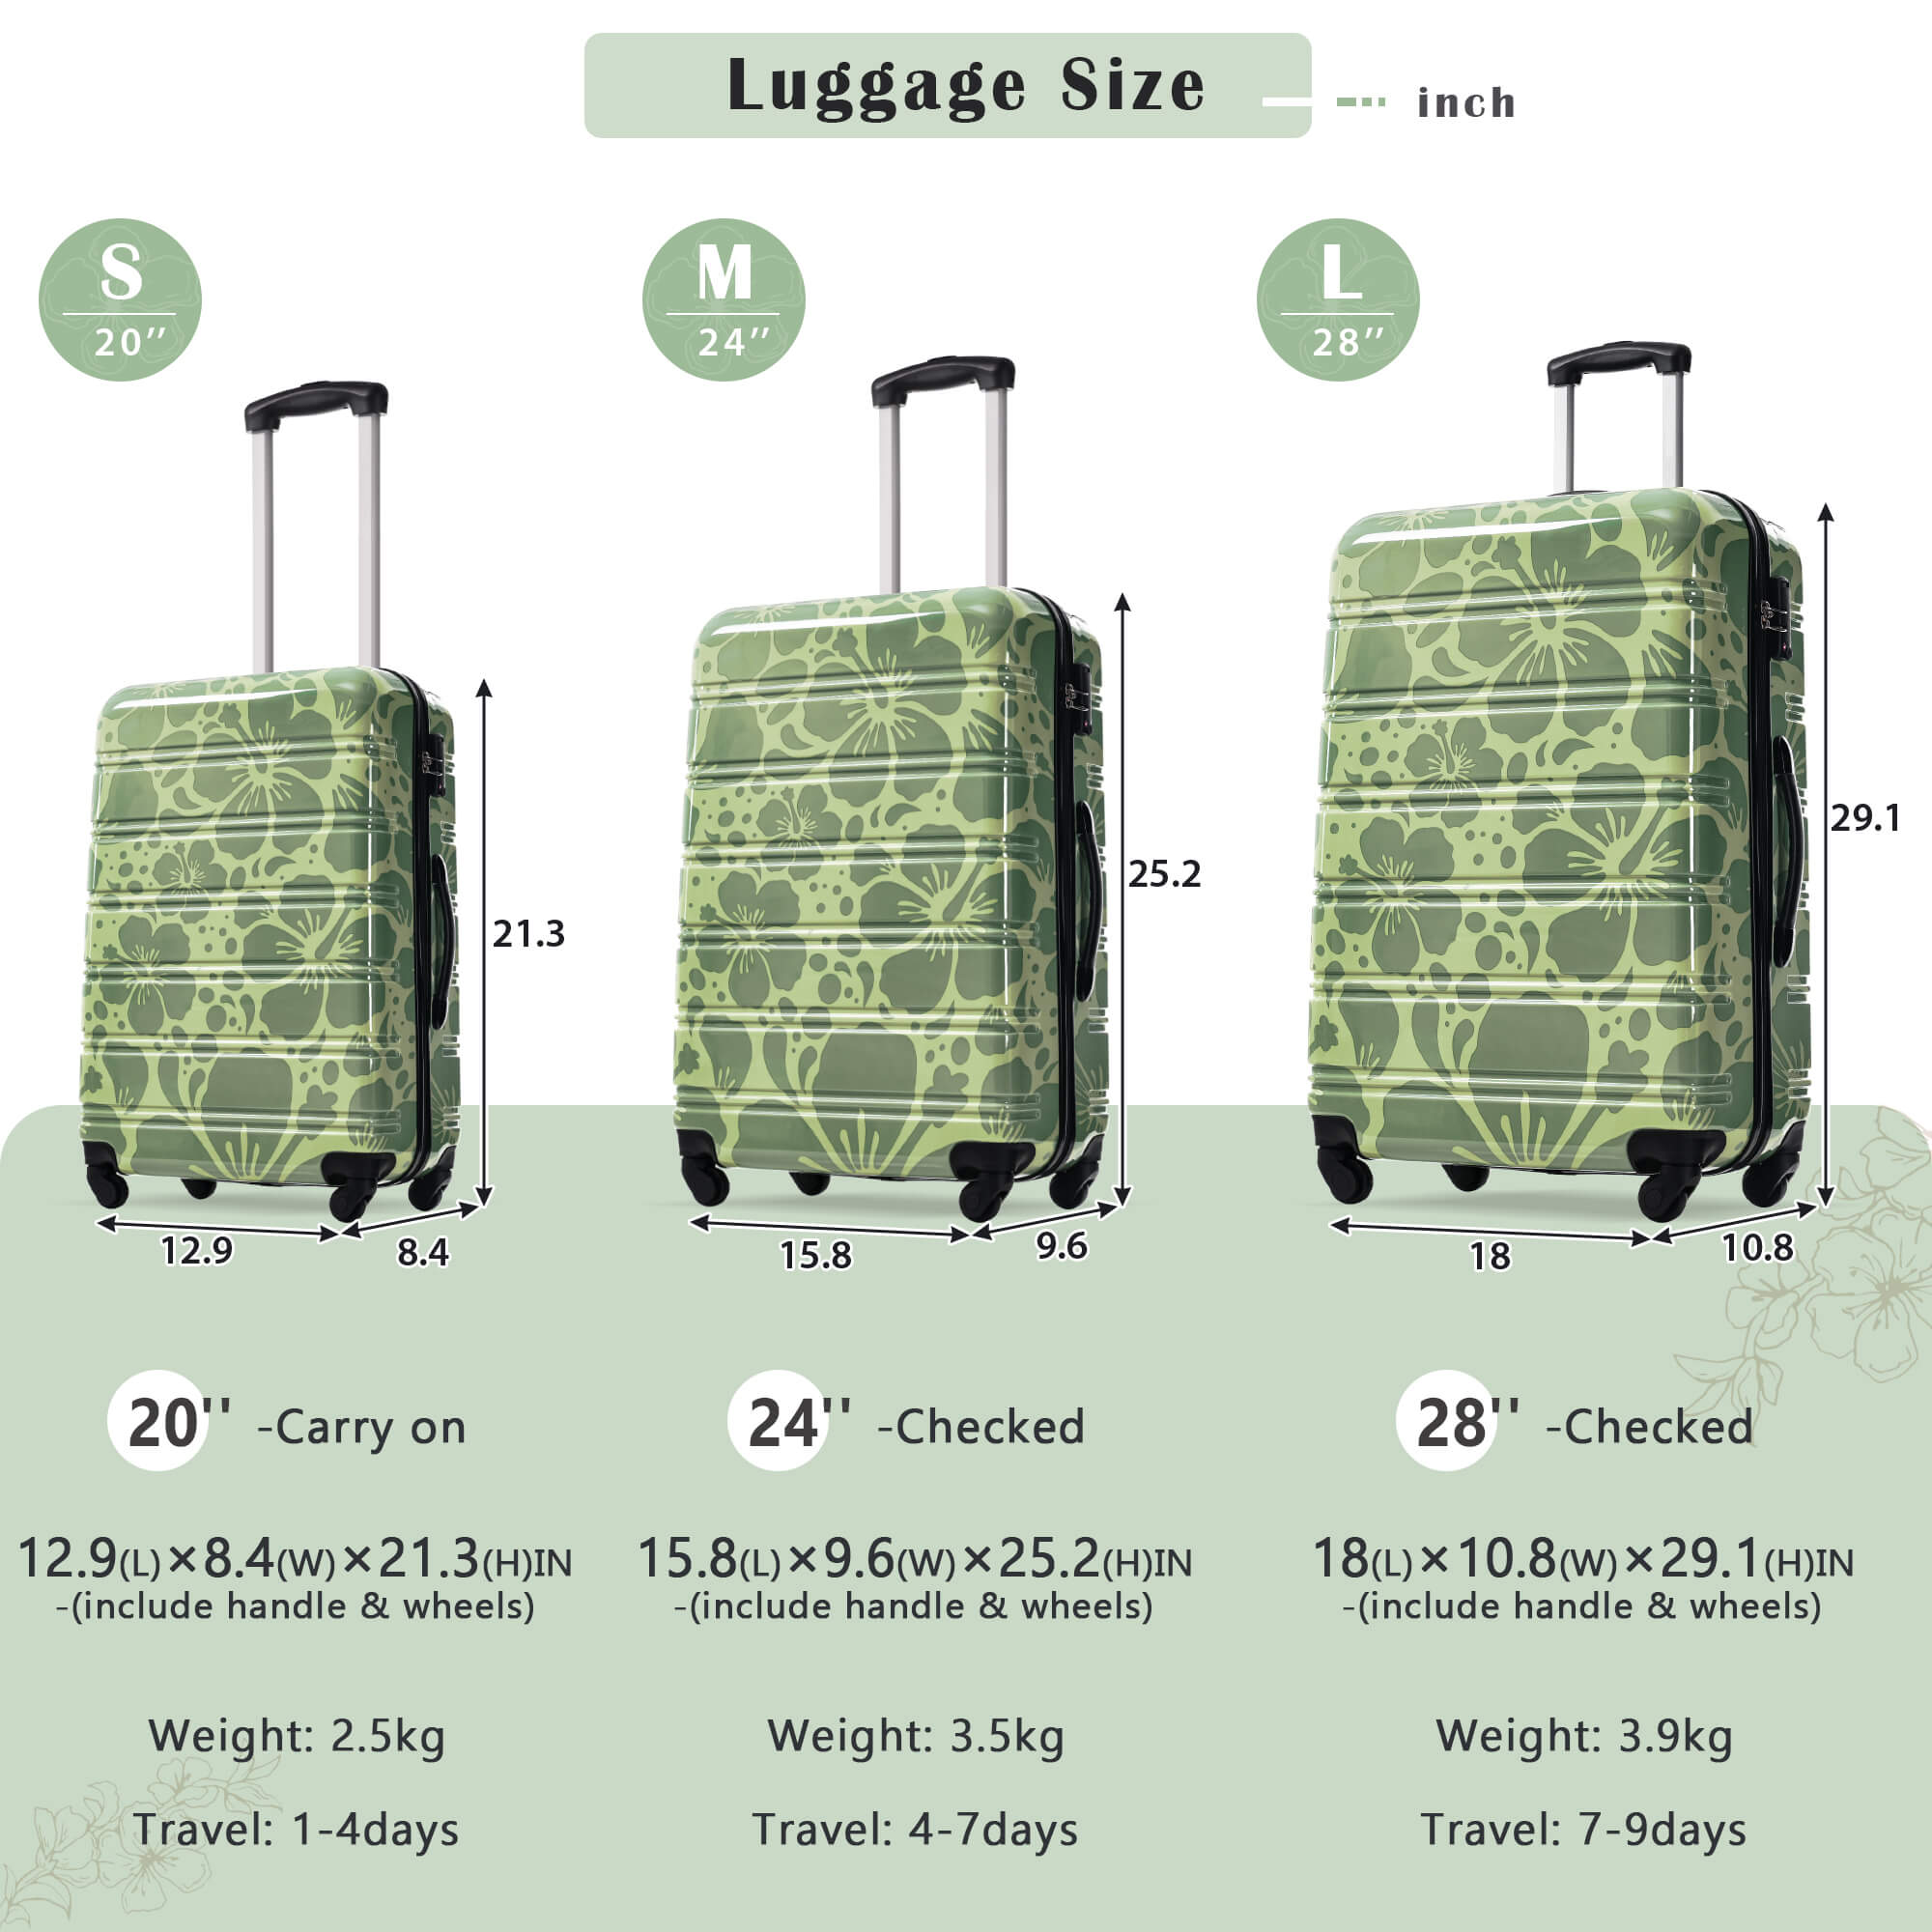 Luggage Size
inch
S
20’’
M
24’’
L
28’’
21.3
12.9
8.4
25.2
15.8
9.6
29.1
18
10.8
20'' -Carry on
12.9(L)×8.4(W)×21.3(H)IN
-(include handle & wheels)
Weight: 2.5kg
Travel: 1-4days
24'' -Checked
15.8(L)×9.6(W)×25.2(H)IN
-(include handle & wheels)
Weight: 3.5kg
Travel: 4-7days
28'' -Checked
18(L)×10.8(W)×29.1(H)IN
-(include handle & wheels)
Weight: 3.9kg
Travel: 7-9days